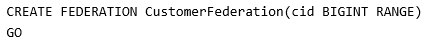 CREATE FEDERATION CustomerFederation(cid BIGINT RANGE)
GO